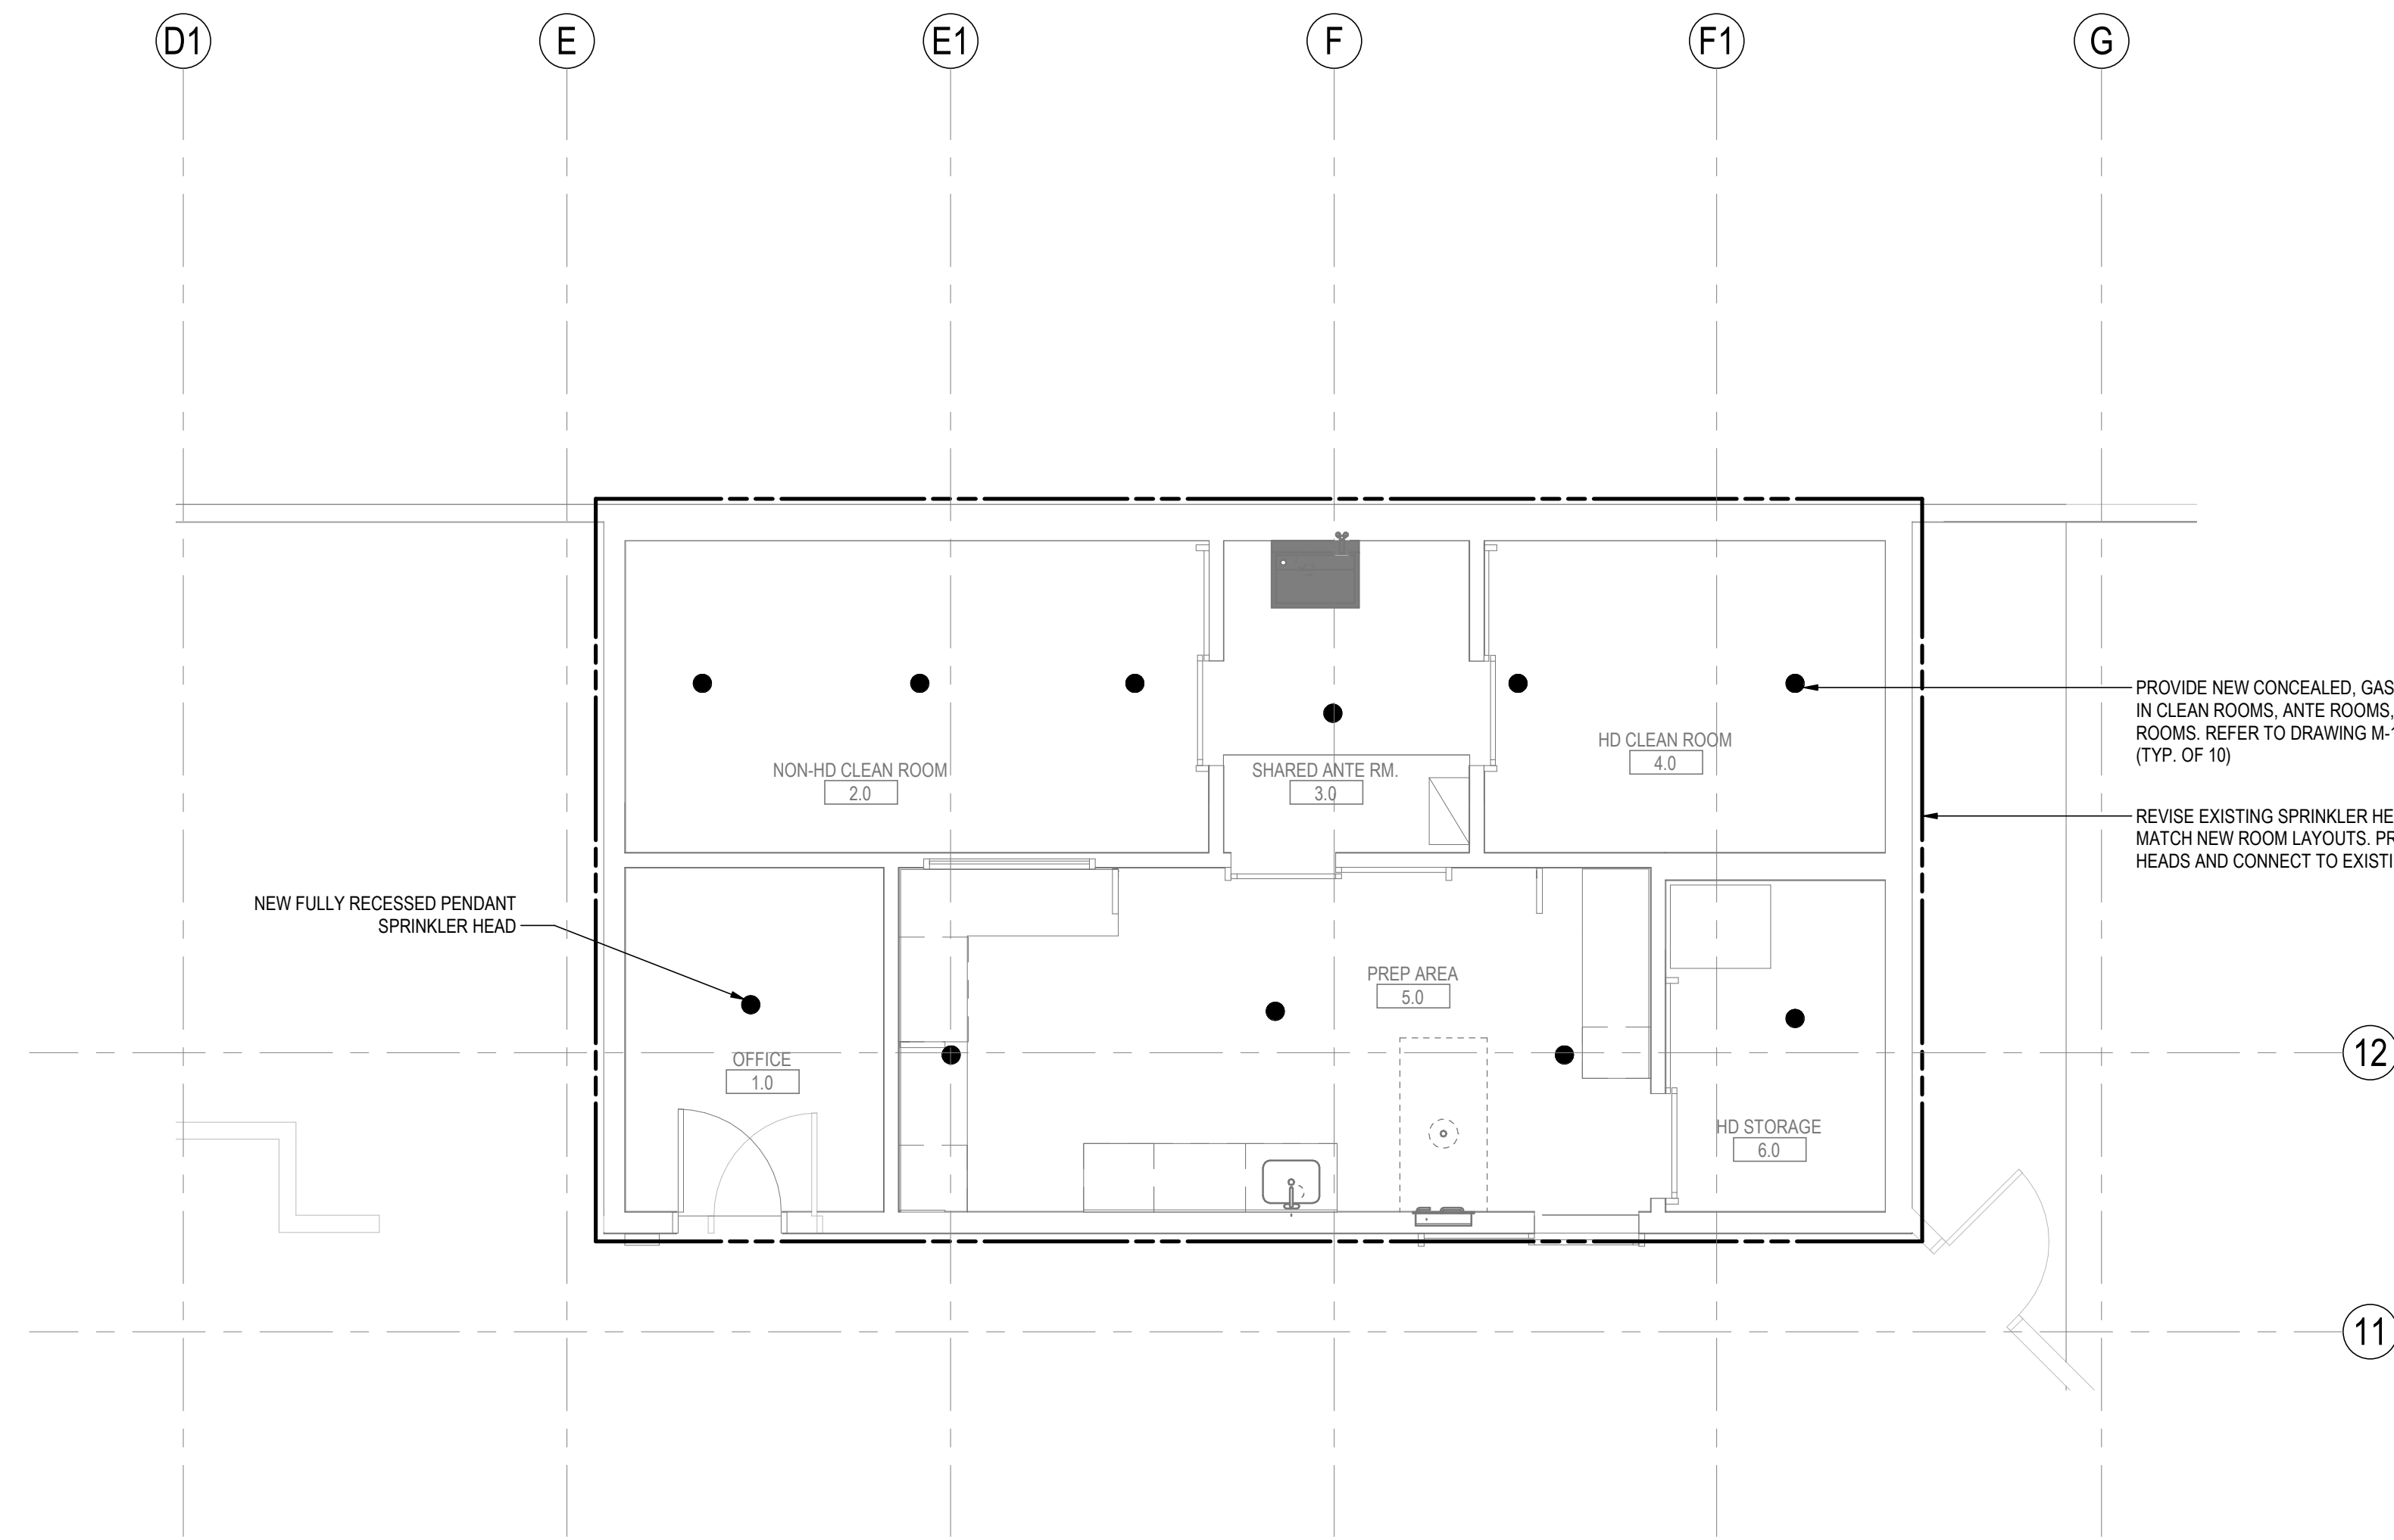 D1
E
E1
F
F1
G
PROVIDE NEW CONCEALED, GAS
IN CLEAN ROOMS, ANTE ROOMS,
ROOMS. REFER TO DRAWING M-1
(TYP. OF 10)
HD CLEAN ROOM
4.0
NON-HD CLEAN ROOM
2.0
SHARED ANTE RM.
3.0
REVISE EXISTING SPRINKLER HE
MATCH NEW ROOM LAYOUTS. PR
HEADS AND CONNECT TO EXISTI
NEW FULLY RECESSED PENDANT
SPRINKLER HEAD
PREP AREA
5.0
OFFICE
1.0
12
HD STORAGE
6.0
11